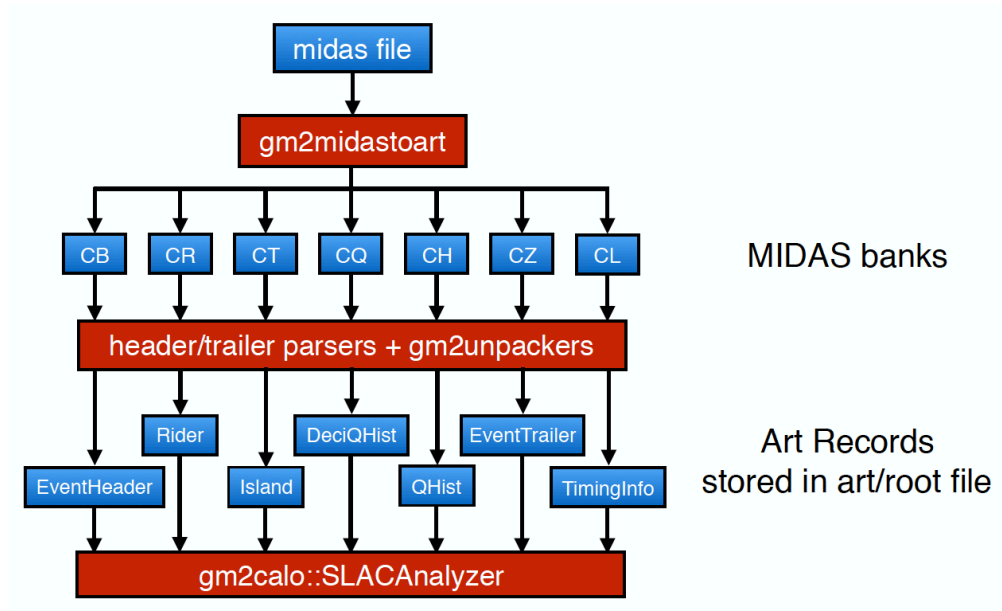 midas file
gm2midastoart
CB CR CT CQ CH CZ CL
MIDAS banks
header/trailer parsers + gm2unpackers
Rider DeciQHist EventTrailer
EventHeader Island QHist TimingInfo
Art Records
stored in art/root file
gm2calo::SLACAnalyzer